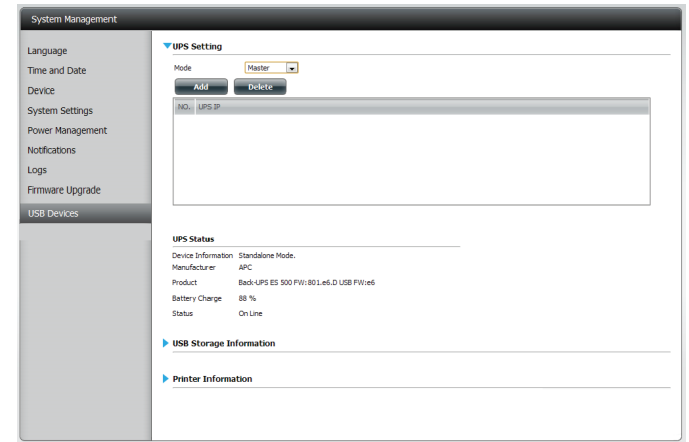 System Management
Language
Time and Date
Device
System Settings
Power Management
Notifications
Logs
Firmware Upgrade
USB Devices
UPS Setting
Mode Master
Add Delete
NO. UPS IP
UPS Status
Device Information Standalone Mode.
Manufacturer APC
Product Back-UPS ES 500 FW:801.e6.D USB FW:e6
Battery Charge 88 %
Status On Line
USB Storage Information
Printer Information